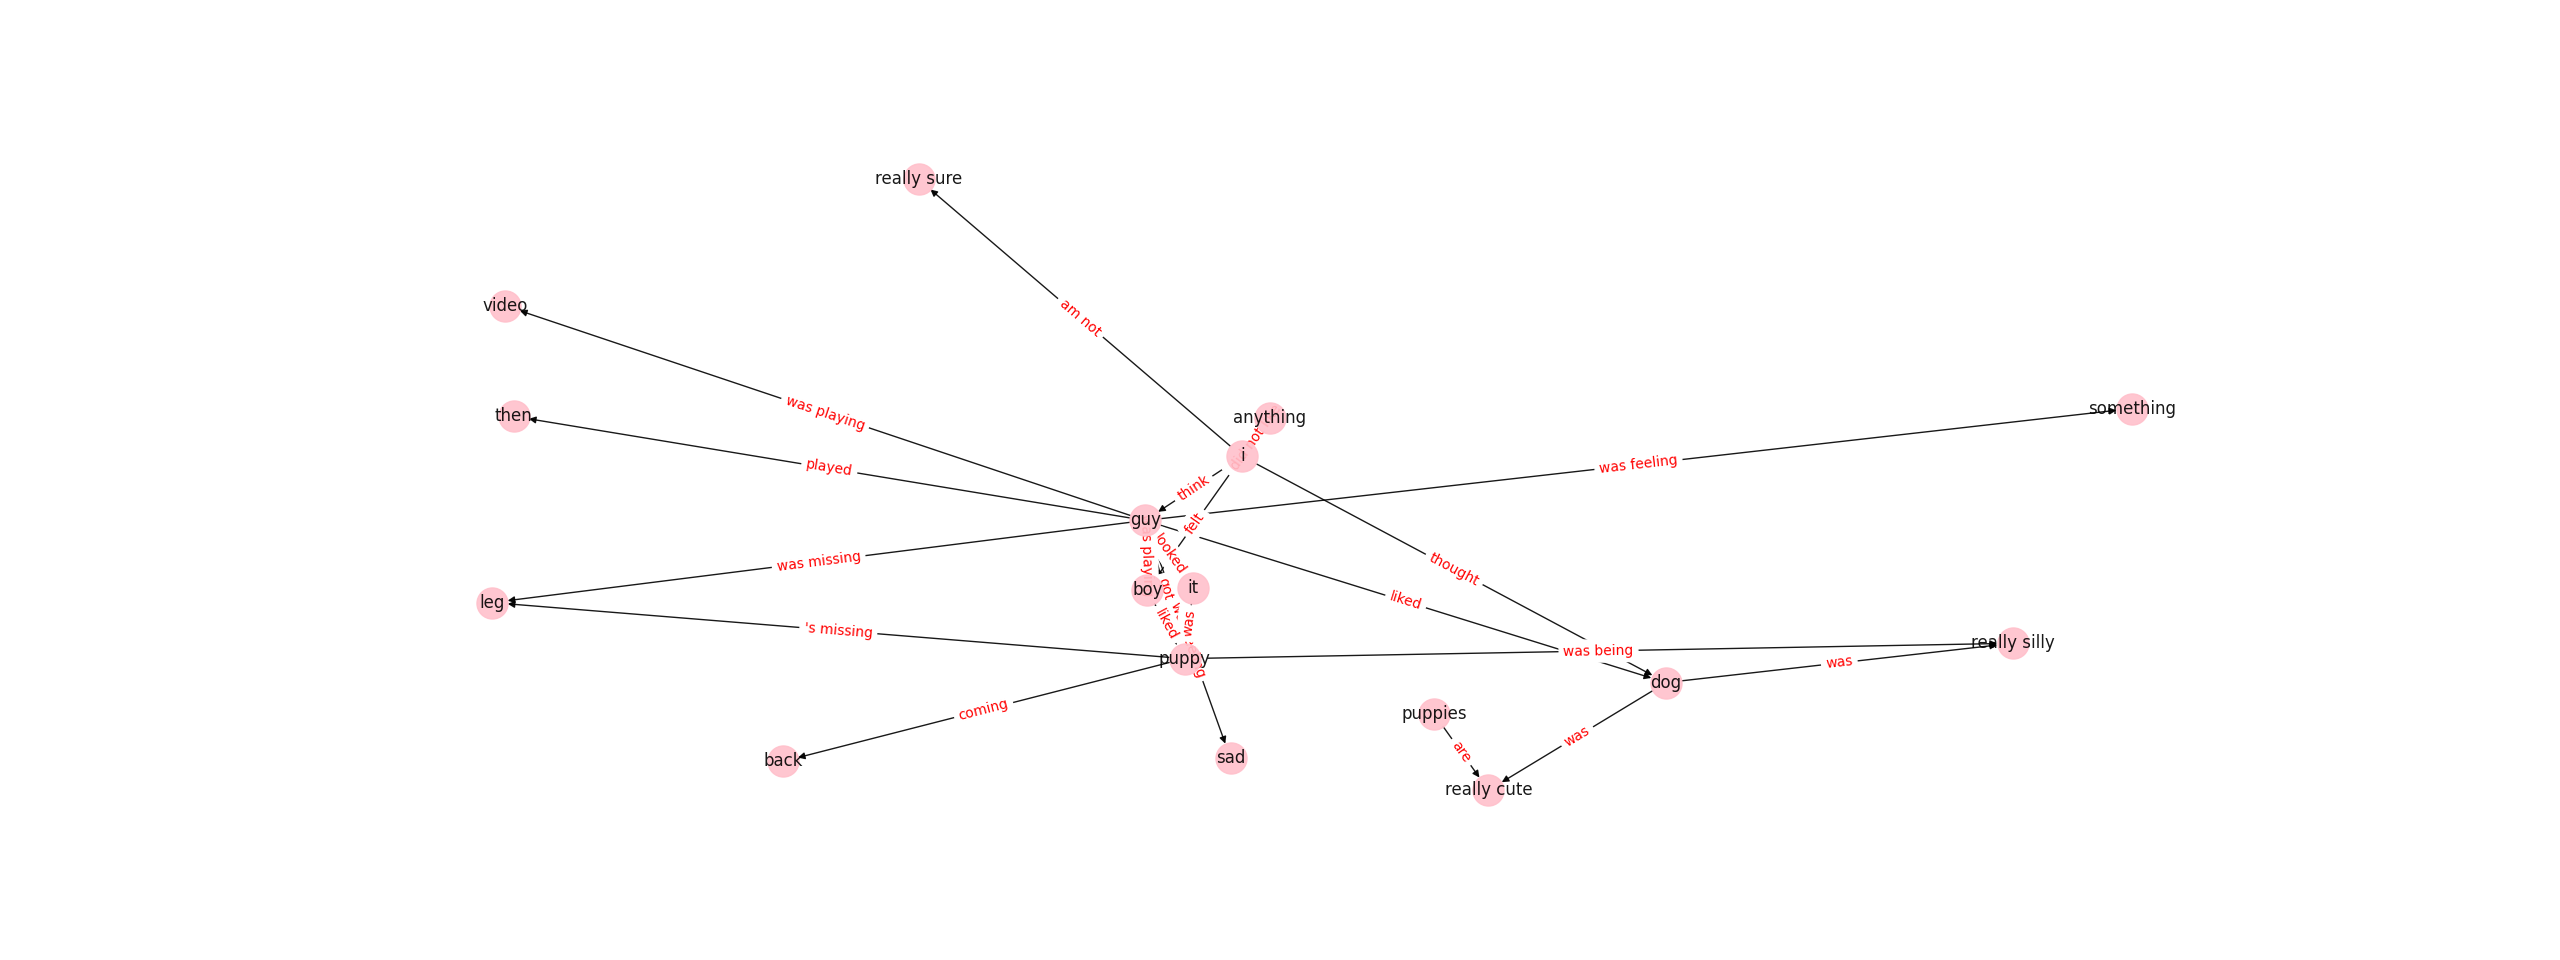 really sure
video
am not
then
was playing
anything
something
i
played
was feeling
think
guy
felt
looked
was missing
thought
boy
it
leg
liked
liked
's missing
was
puppy
was being
really silly
was
dog
coming
puppies
are
was
back
sad
really cute